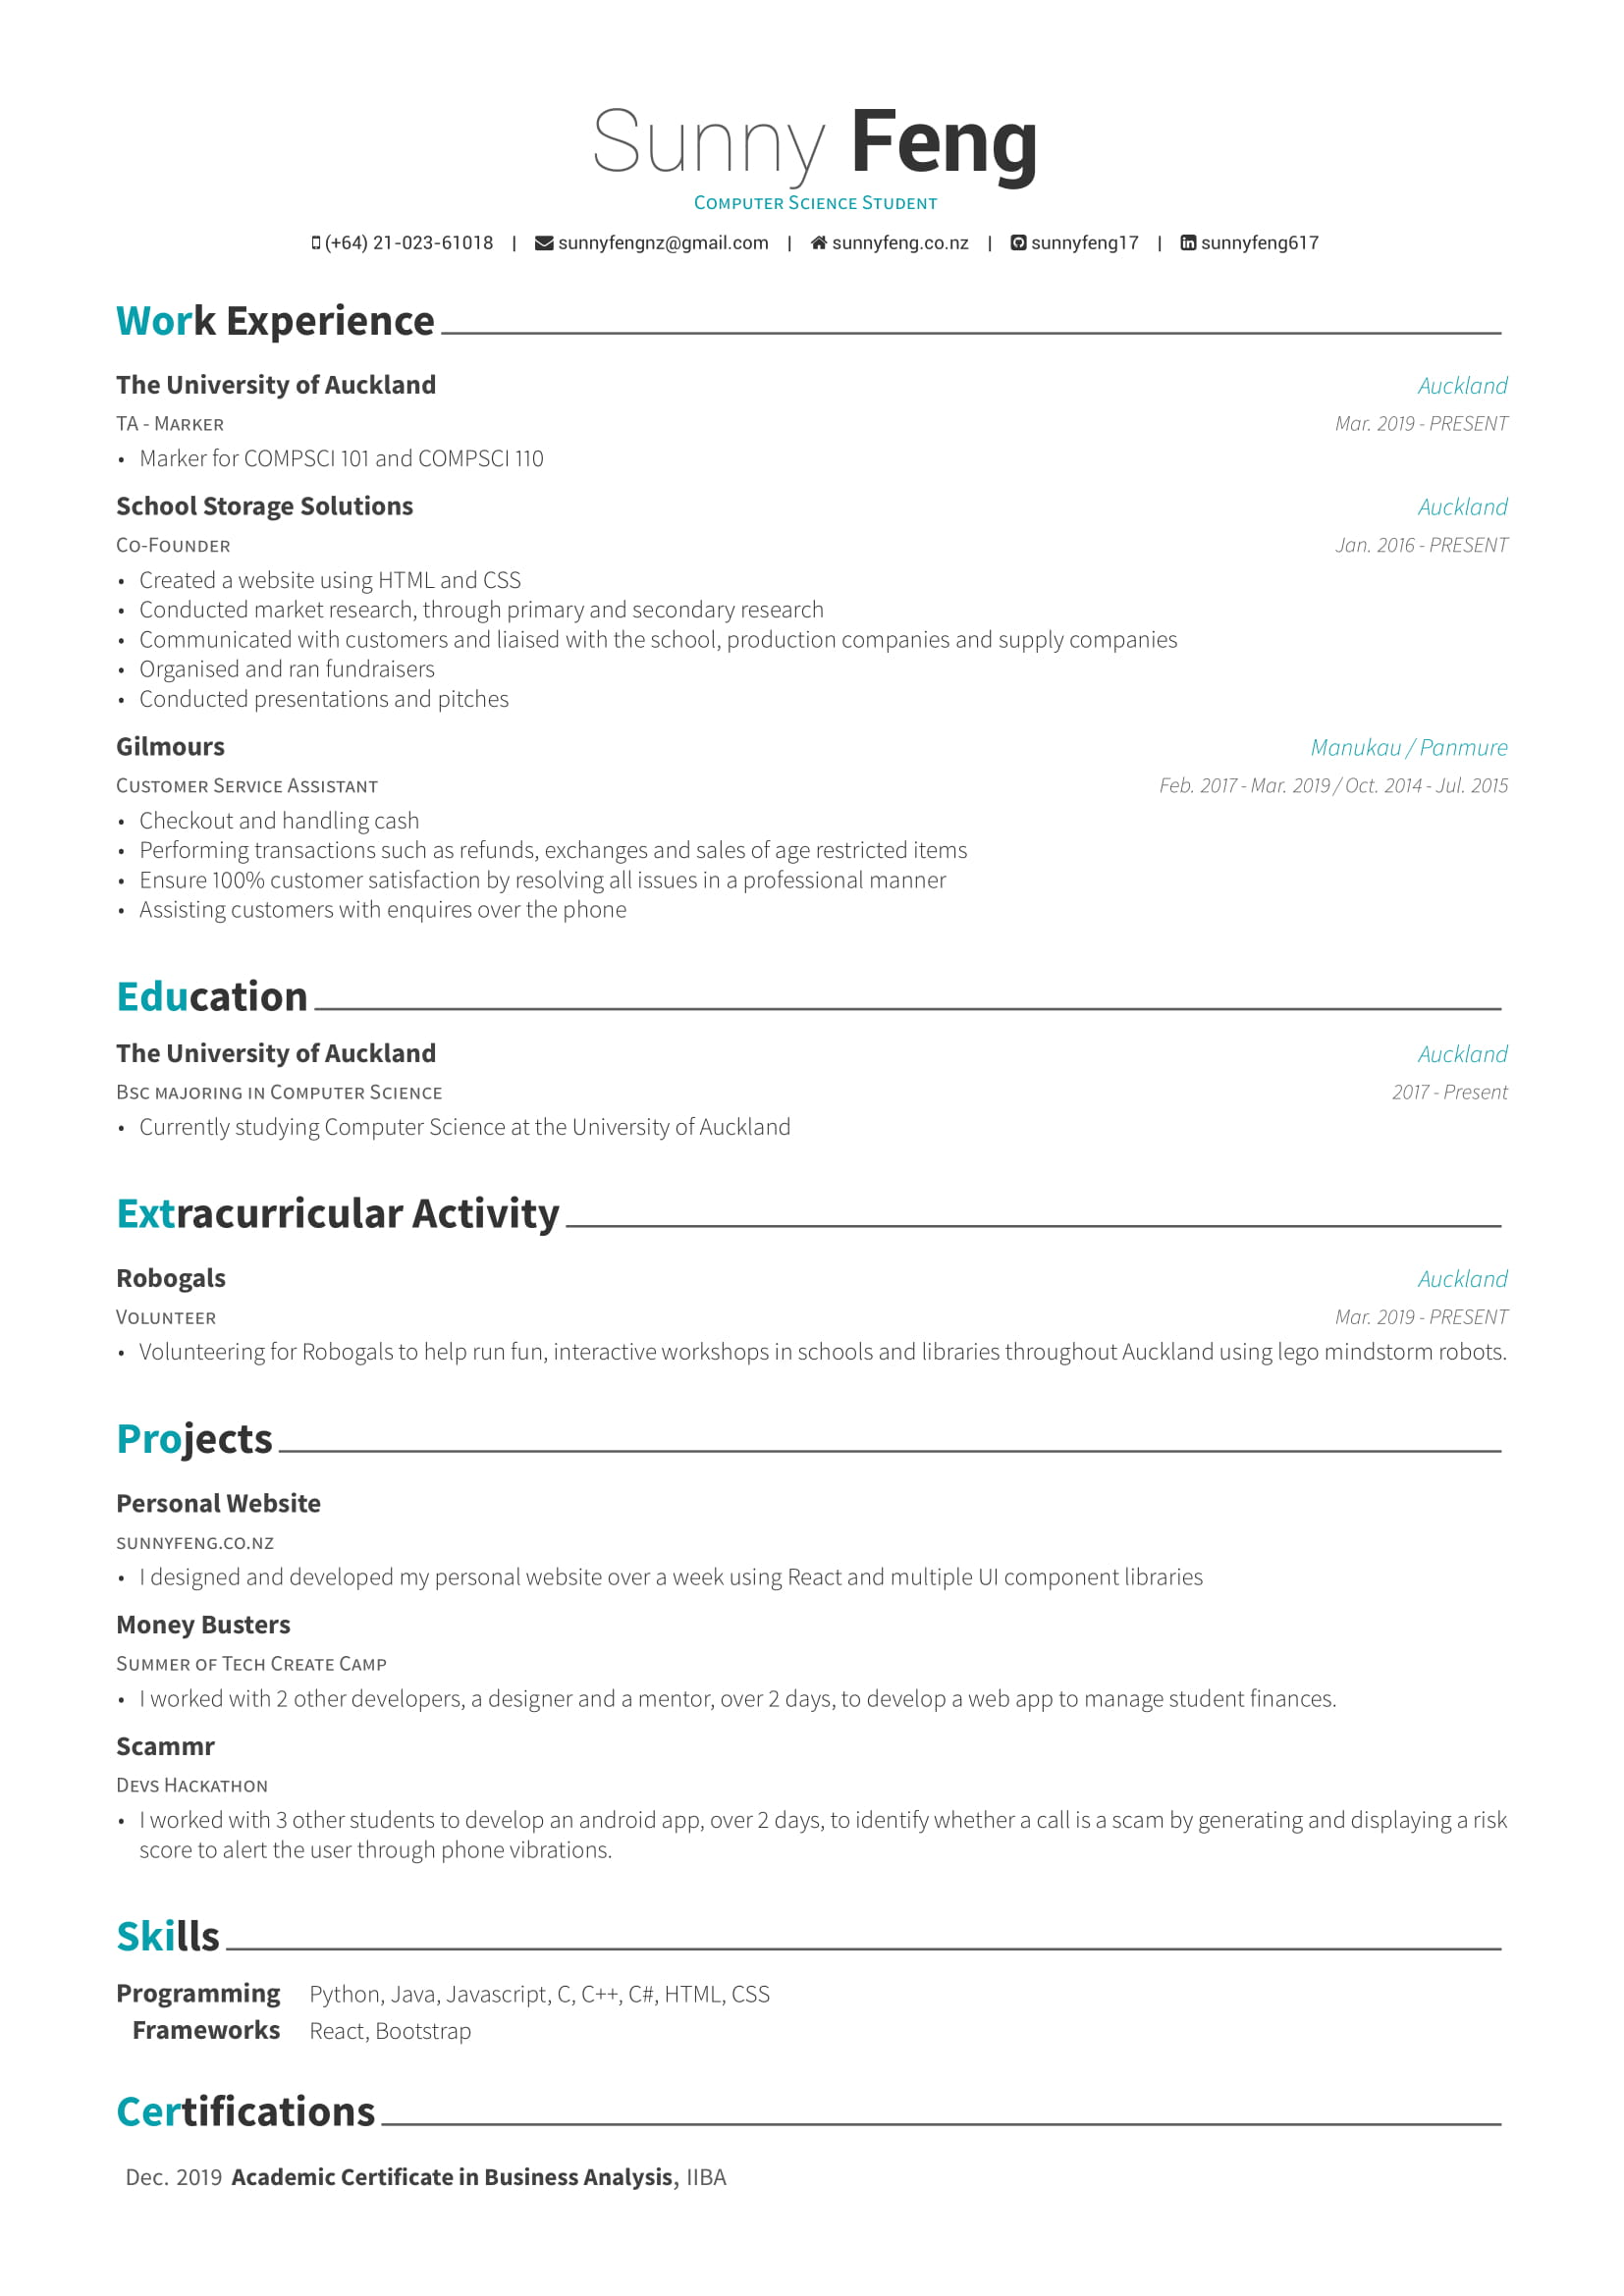 Sunny Feng
Computer Science Student
(+64) 21-023-61018 | sunnyfengnz@gmail.com | sunnyfeng.co.nz | sunnyfeng17 | sunnyfeng617
Work Experience
The University of Auckland Auckland
TA - Marker Mar. 2019 - PRESENT
• Marker for COMPSCI 101 and COMPSCI 110
School Storage Solutions Auckland
Co-Founder Jan. 2016 - PRESENT
• Created a website using HTML and CSS
• Conducted market research, through primary and secondary research
• Communicated with customers and liaised with the school, production companies and supply companies
• Organised and ran fundraisers
• Conducted presentations and pitches
Gilmours Manukau / Panmure
Customer Service Assistant Feb. 2017 - Mar. 2019 / Oct. 2014 - Jul. 2015
• Checkout and handling cash
• Performing transactions such as refunds, exchanges and sales of age restricted items
• Ensure 100% customer satisfaction by resolving all issues in a professional manner
• Assisting customers with enquires over the phone
Education
The University of Auckland Auckland
Bsc majoring in Computer Science 2017 - Present
• Currently studying Computer Science at the University of Auckland
Extracurricular Activity
Robogals Auckland
Volunteer Mar. 2019 - PRESENT
• Volunteering for Robogals to help run fun, interactive workshops in schools and libraries throughout Auckland using lego mindstorm robots.
Projects
Personal Website
sunnyfeng.co.nz
• I designed and developed my personal website over a week using React and multiple UI component libraries
Money Busters
Summer of Tech Create Camp
• I worked with 2 other developers, a designer and a mentor, over 2 days, to develop a web app to manage student finances.
Scammr
Devs Hackathon
• I worked with 3 other students to develop an android app, over 2 days, to identify whether a call is a scam by generating and displaying a risk
score to alert the user through phone vibrations.
Skills
Programming Python, Java, Javascript, C, C++, C#, HTML, CSS
Frameworks React, Bootstrap
Certifications
Dec. 2019 Academic Certificate in Business Analysis, IIBA